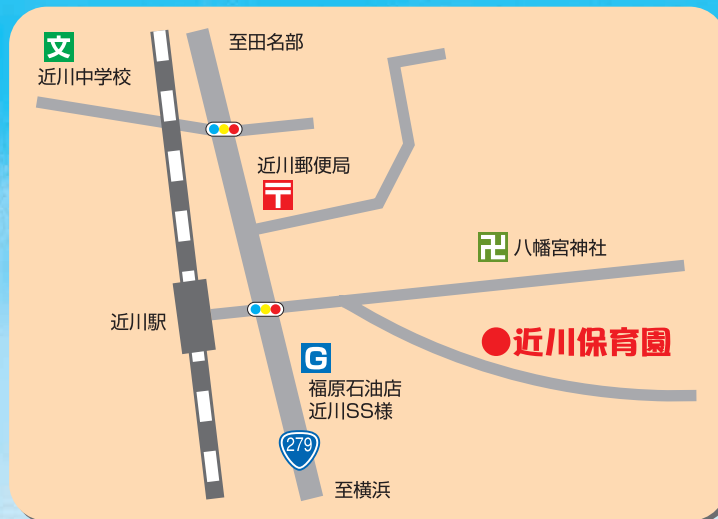 至田名部
文
近川中学校
近川郵便局
〒
卍
八幡宮神社
近川駅
近川保育園
G
福原石油店
近川SS様
279
至横浜